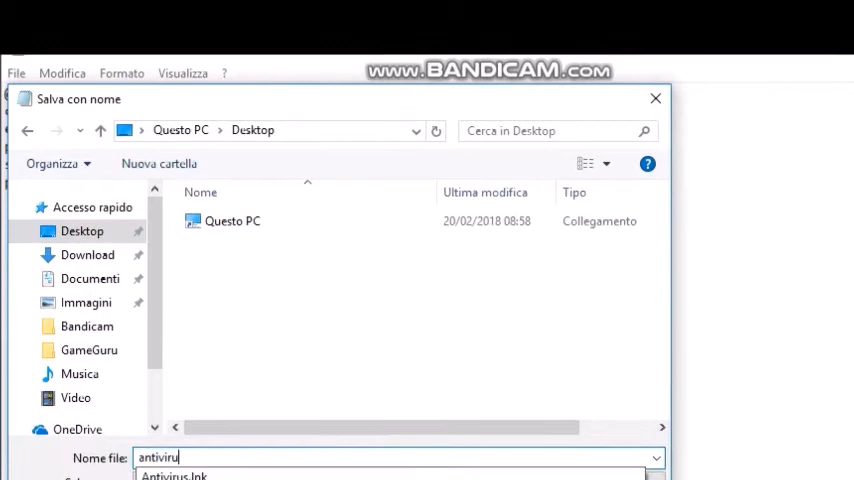 www.BANDICAM.com
File Modifica Formato Visualizza ?
Salva con nome
Questo PC > Desktop
Cerca in Desktop
Organizza Nuova cartella
Nome Ultima modifica Tipo
Accesso rapido
Questo PC 20/02/2018 08:58 Collegamento
Desktop
Download
Documenti
Immagini
Bandicam
GameGuru
Musica
Video
OneDrive
Nome file: antiviru
Antivirus.lnk